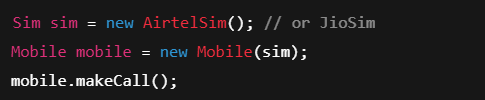 Sim sim = new AirtelSim(); // or JioSim
Mobile mobile = new Mobile(sim);
mobile.makeCall();